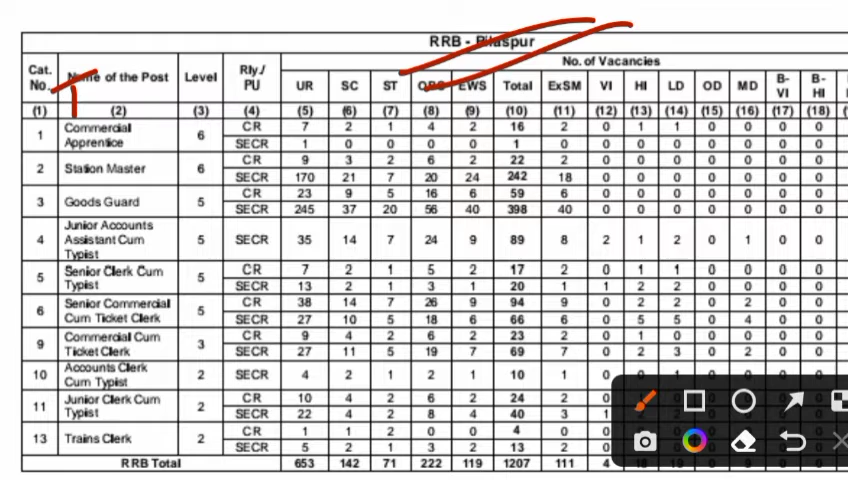 RRB - Bilaspur
Cat. No. Name of the Post Level Rly./ PU No. of Vacancies
UR SC ST OBC EWS Total ExSM VI HI LD OD MD B-VI B-HI
(1) (2) (3) (4) (5) (6) (7) (8) (9) (10) (11) (12) (13) (14) (15) (16) (17) (18)
1 Commercial Apprentice 6 CR 7 2 1 4 2 16 2 0 1 1 0 0 0 0
SECR 1 0 0 0 0 1 0 0 0 0 0 0 0 0
2 Station Master 6 CR 9 3 2 6 2 22 2 0 0 0 0 0 0 0
SECR 170 21 7 20 24 242 18 0 0 0 0 0 0 0
3 Goods Guard 5 CR 23 9 5 16 6 59 6 0 0 0 0 0 0 0
SECR 245 37 20 56 40 398 40 0 0 0 0 0 0 0
4 Junior Accounts Assistant Cum Typist 5 SECR 35 14 7 24 9 89 8 2 1 2 0 1 0 0
5 Senior Clerk Cum Typist 5 CR 7 2 1 5 2 17 2 0 1 1 0 0 0 0
SECR 13 2 1 3 1 20 1 1 2 2 0 0 0 0
6 Senior Commercial Cum Ticket Clerk 5 CR 38 14 7 26 9 94 9 0 2 2 0 2 0 0
SECR 27 10 5 18 6 66 6 0 5 5 0 4 0 0
9 Commercial Cum Ticket Clerk 3 CR 9 4 2 6 2 23 2 0 1 0 0 0 0 0
SECR 27 11 5 19 7 69 7 0 2 3 0 2 0 0
10 Accounts Clerk Cum Typist 2 SECR 4 2 1 2 1 10 1 0 0 1 0 0 0 0
11 Junior Clerk Cum Typist 2 CR 10 4 2 6 2 24 2 0
SECR 22 4 2 8 4 40 3 1
13 Trains Clerk 2 CR 1 1 2 0 0 4 0 0
SECR 5 2 1 3 2 13 2 0
RRB Total 653 142 71 222 119 1207 111 4